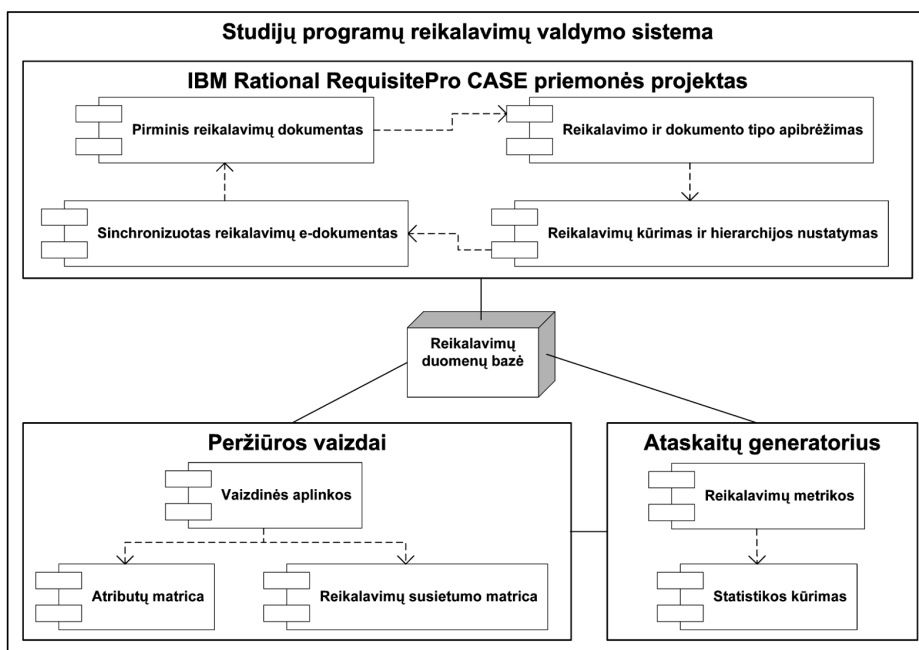 Studijų programų reikalavimų valdymo sistema
IBM Rational RequisitePro CASE priemonės projektas
Pirminis reikalavimų dokumentas
Reikalavimo ir dokumento tipo apibrėžimas
Sinchronizuotas reikalavimų e-dokumentas
Reikalavimų kūrimas ir hierarchijos nustatymas
Reikalavimų
duomenų bazė
Peržiūros vaizdai
Vaizdinės aplinkos
Atributų matrica
Reikalavimų susietumo matrica
Ataskaitų generatorius
Reikalavimų metrikos
Statistikos kūrimas